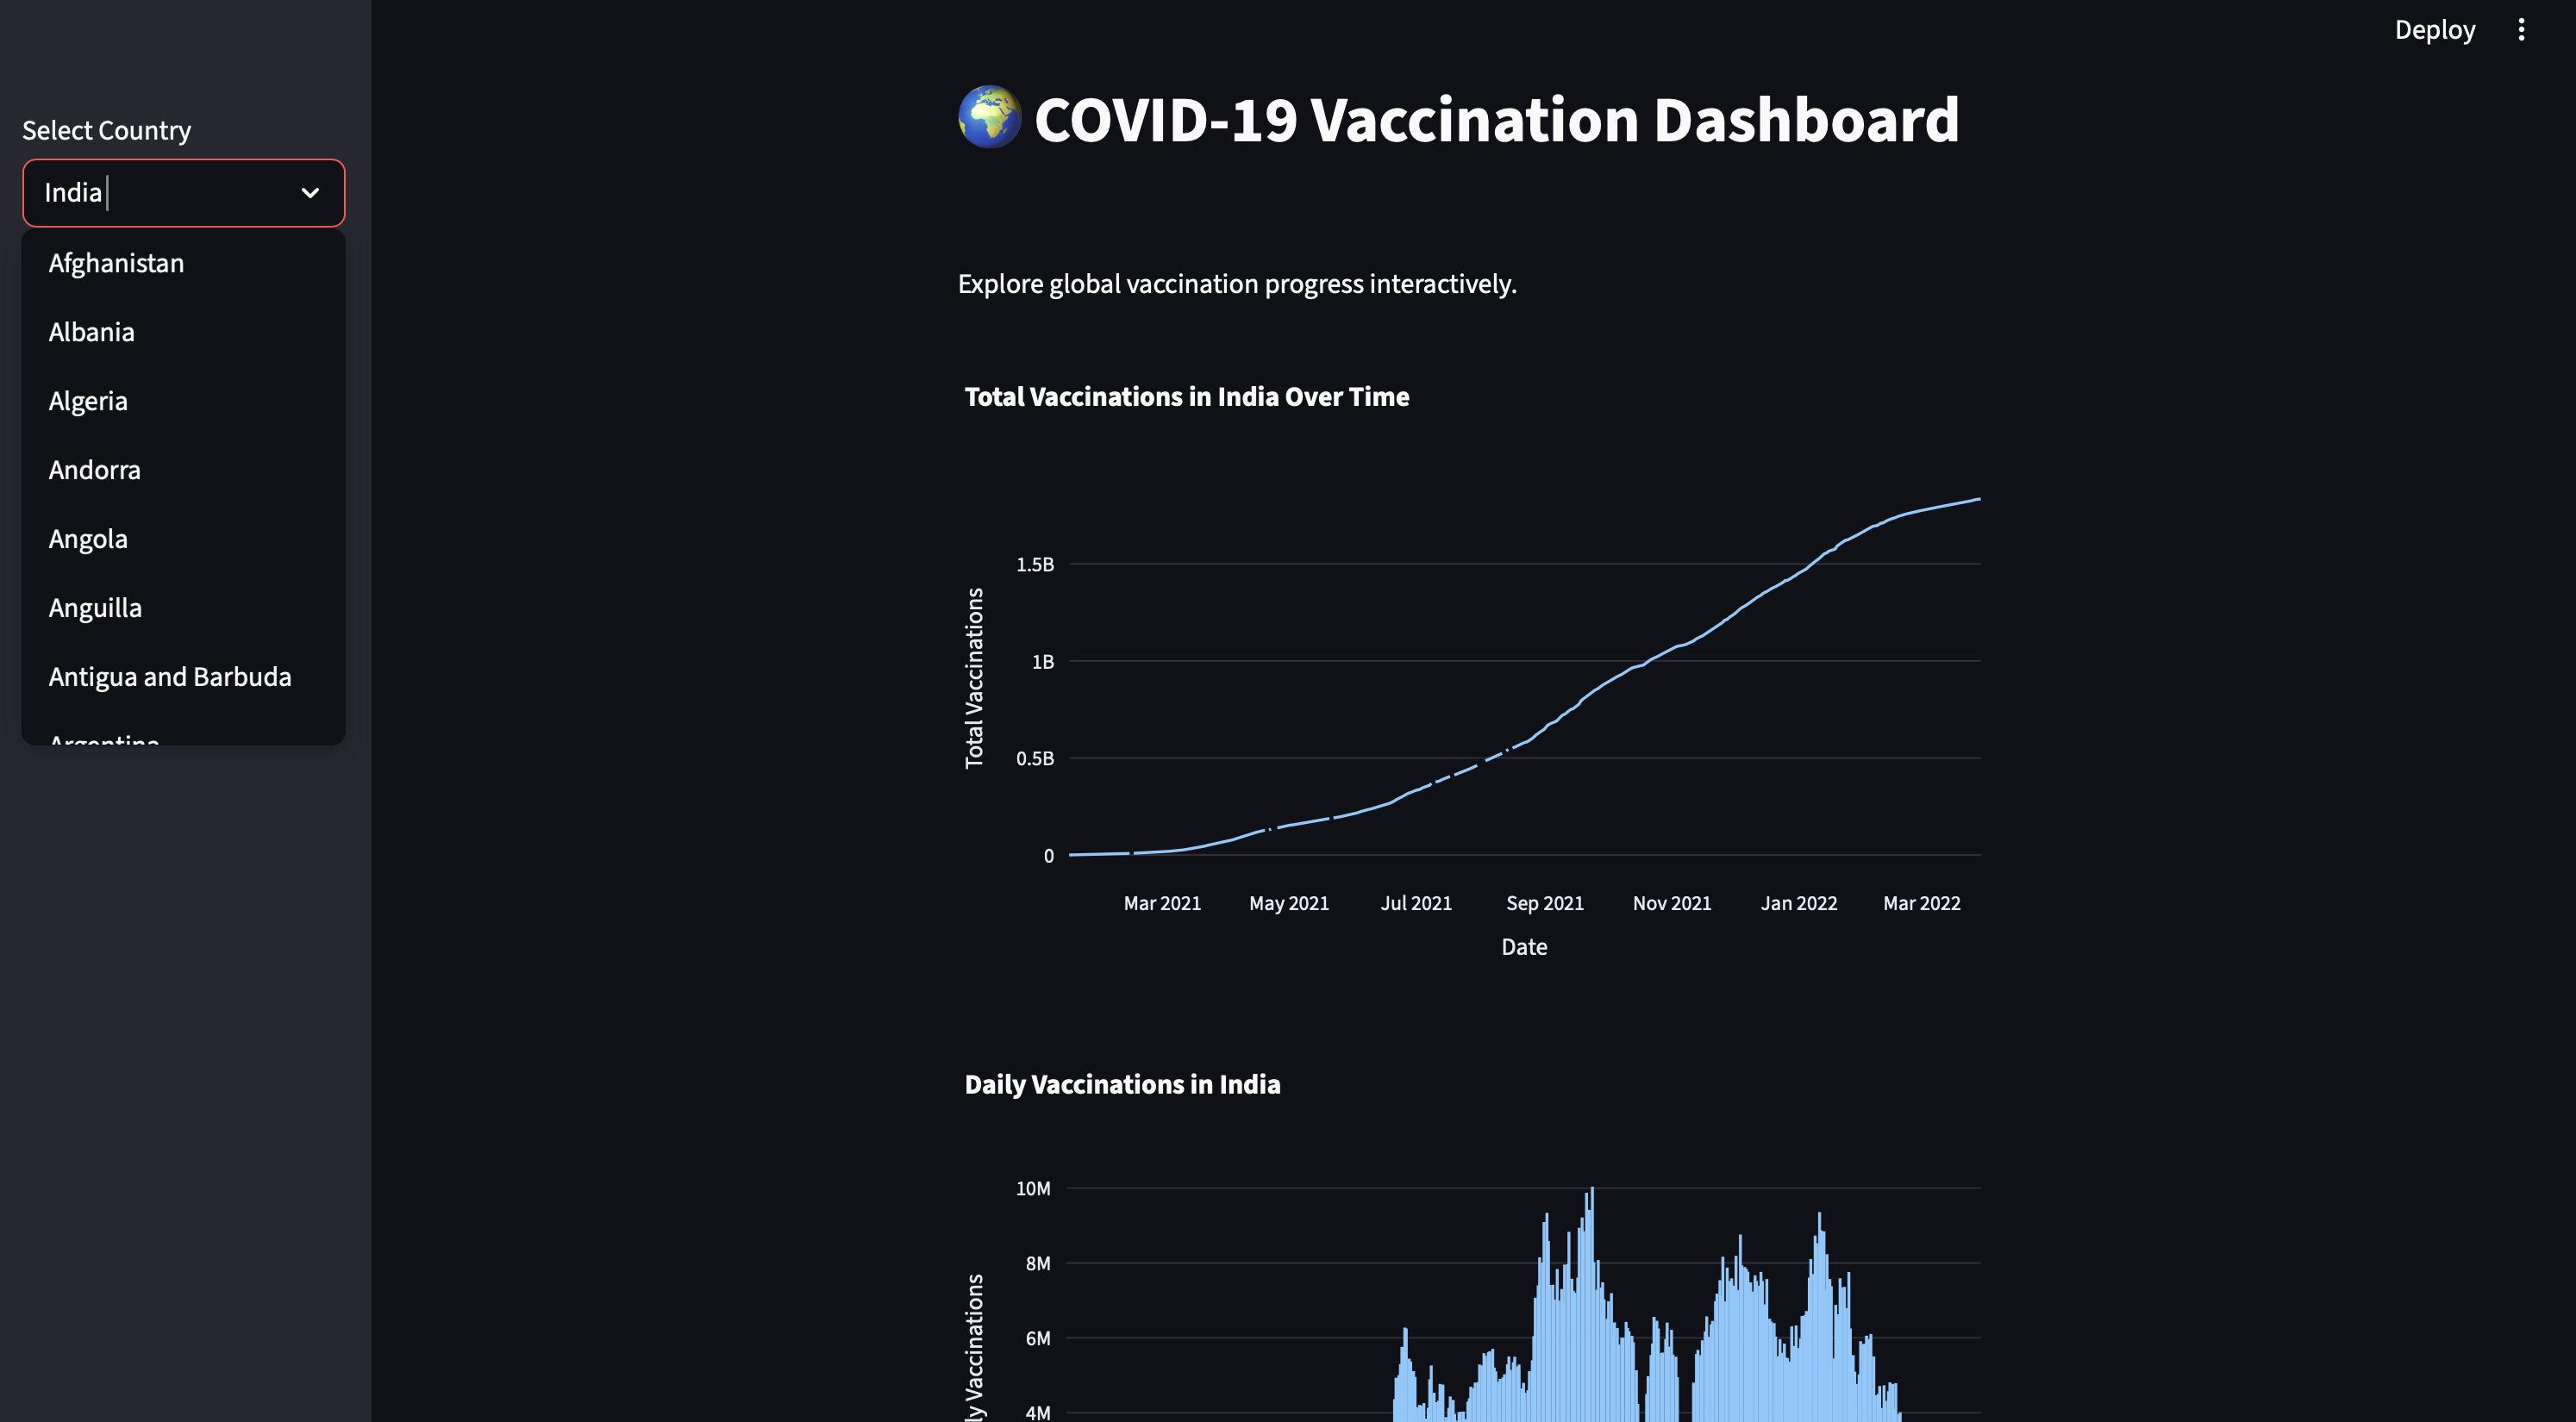 Deploy
Select Country
India
Afghanistan
Albania
Algeria
Andorra
Angola
Anguilla
Antigua and Barbuda
Argentina
COVID-19 Vaccination Dashboard
Explore global vaccination progress interactively.
Total Vaccinations in India Over Time
Total Vaccinations
1.5B
1B
0.5B
0
Mar 2021 May 2021 Jul 2021 Sep 2021 Nov 2021 Jan 2022 Mar 2022
Date
Daily Vaccinations in India
ly Vaccinations
10M
8M
6M
4M